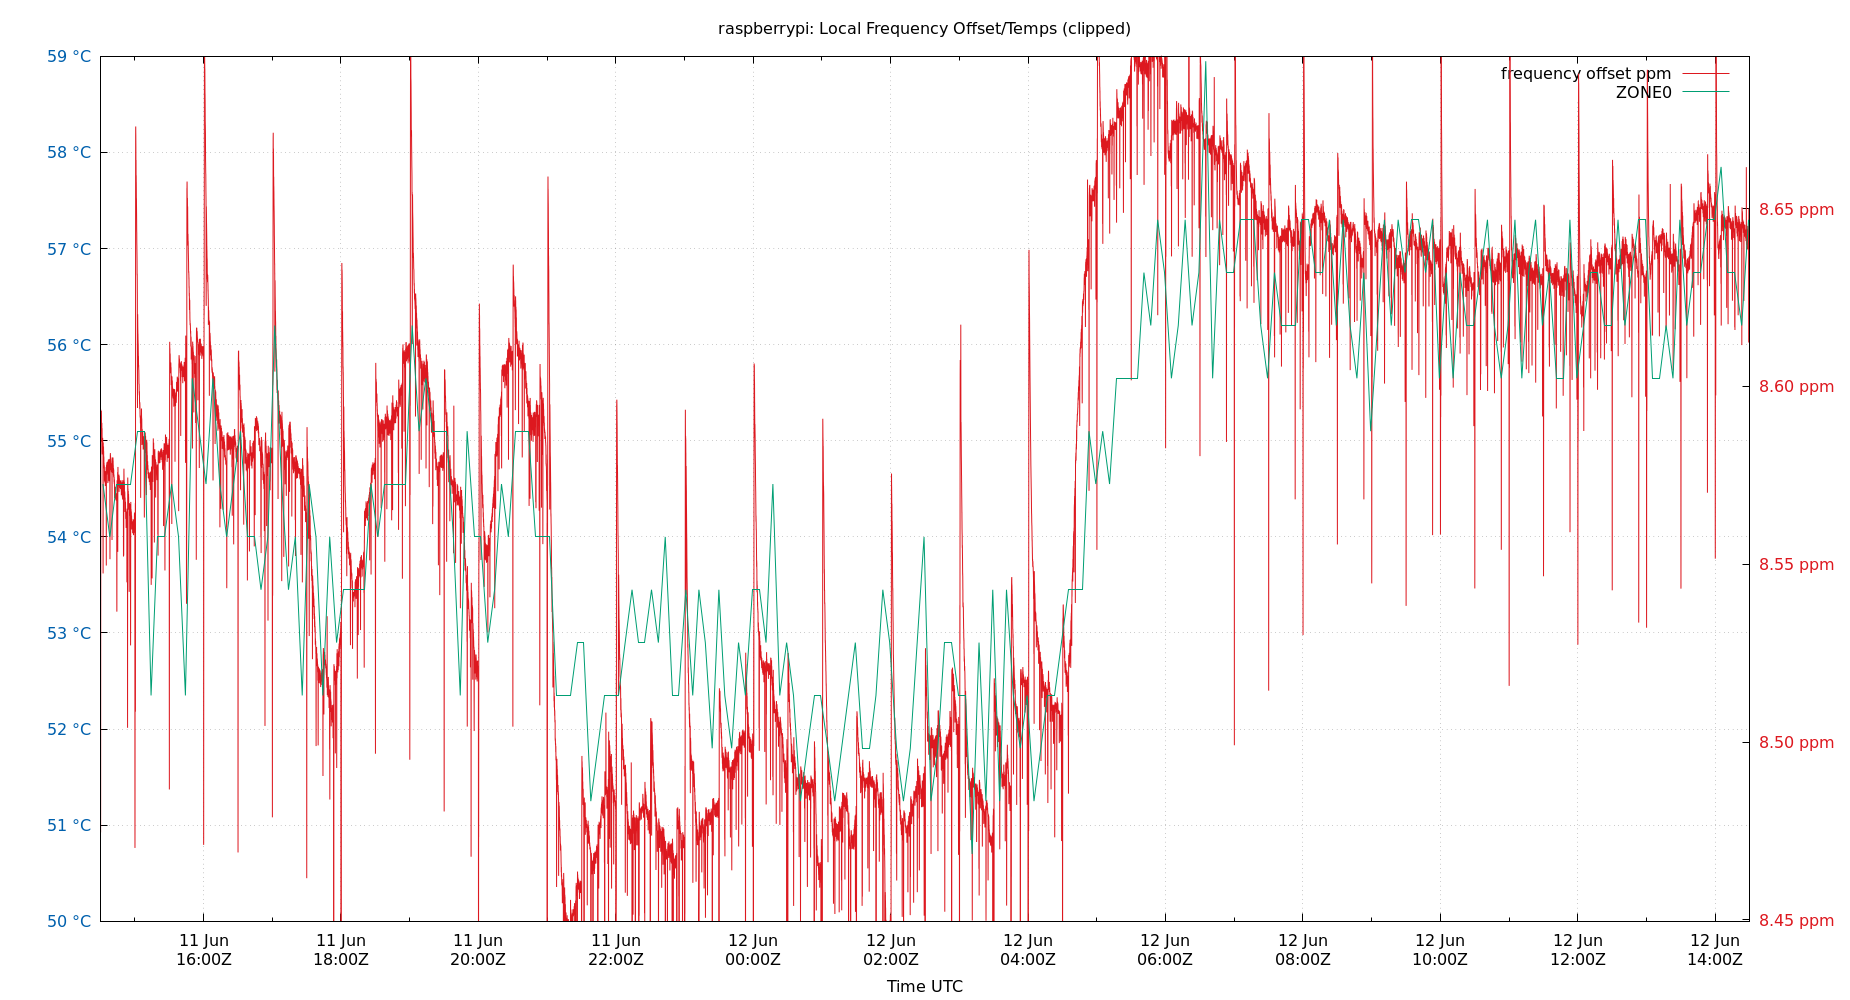 raspberrypi: Local Frequency Offset/Temps (clipped)
frequency offset ppm
ZONE0
59 °C
58 °C
57 °C
56 °C
55 °C
54 °C
53 °C
52 °C
51 °C
50 °C
8.65 ppm
8.60 ppm
8.55 ppm
8.50 ppm
8.45 ppm
11 Jun 11 Jun 11 Jun 11 Jun 12 Jun 12 Jun 12 Jun 12 Jun 12 Jun 12 Jun 12 Jun 12 Jun
16:00Z 18:00Z 20:00Z 22:00Z 00:00Z 02:00Z 04:00Z 06:00Z 08:00Z 10:00Z 12:00Z 14:00Z
Time UTC